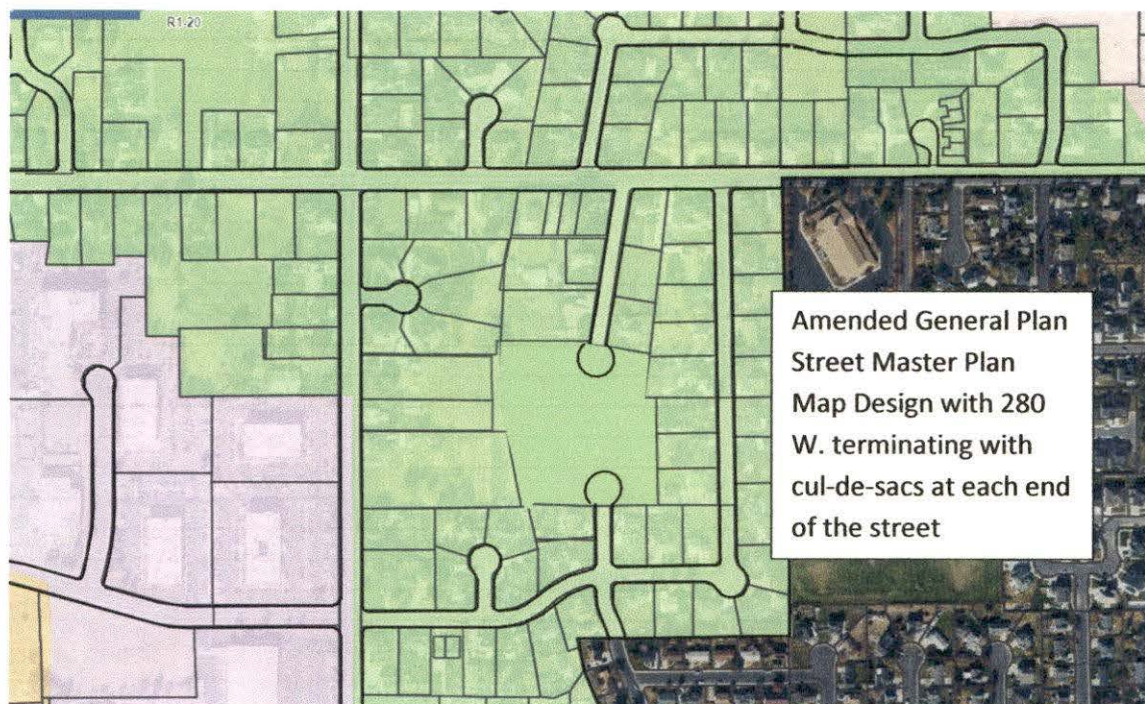 R1-20
Amended General Plan
Street Master Plan
Map Design with 280
W. terminating with
cul-de-sacs at each end
of the street